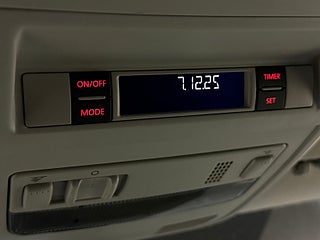 ON/OFF
MODE
7.12.25
TIMER
SET